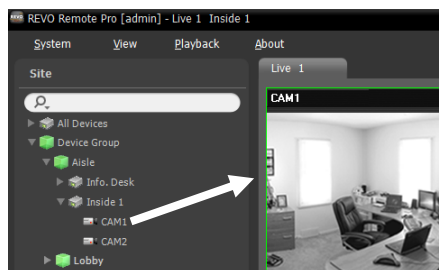 REVO REVO Remote Pro [admin] - Live 1 Inside 1
System View Playback About
Site
All Devices
Device Group
Aisle
Info. Desk
Inside 1
CAM1
CAM2
Lobby
Live 1
CAM1